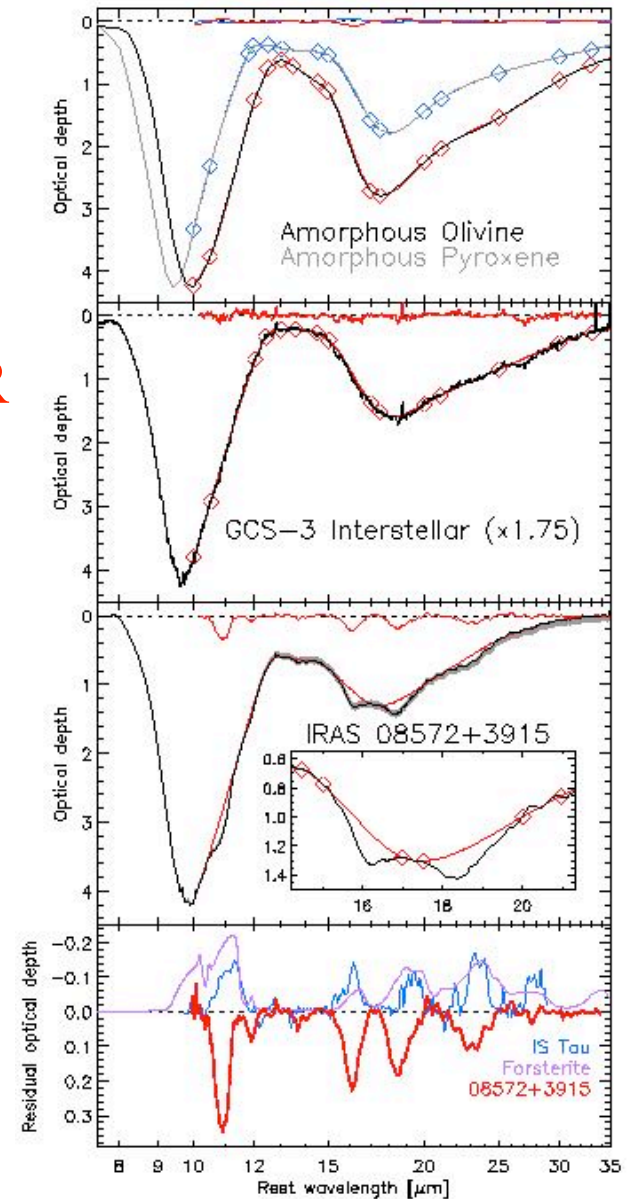 0
1
2
3
4
Optical depth
Amorphous Olivine
Amorphous Pyroxene
R
0
1
2
3
4
Optical depth
GCS-3 Interstellar (×1.75)
0
1
2
3
4
Optical depth
IRAS 08572+3915
0.6
0.8
1.0
1.2
1.4
16 18 20
-0.2
-0.1
0.0
0.1
0.2
0.3
Residual optical depth
IS Tau
Forsterite
08572+3915
8 9 10 12 15 20 25 30 35
Rest wavelength [μm]